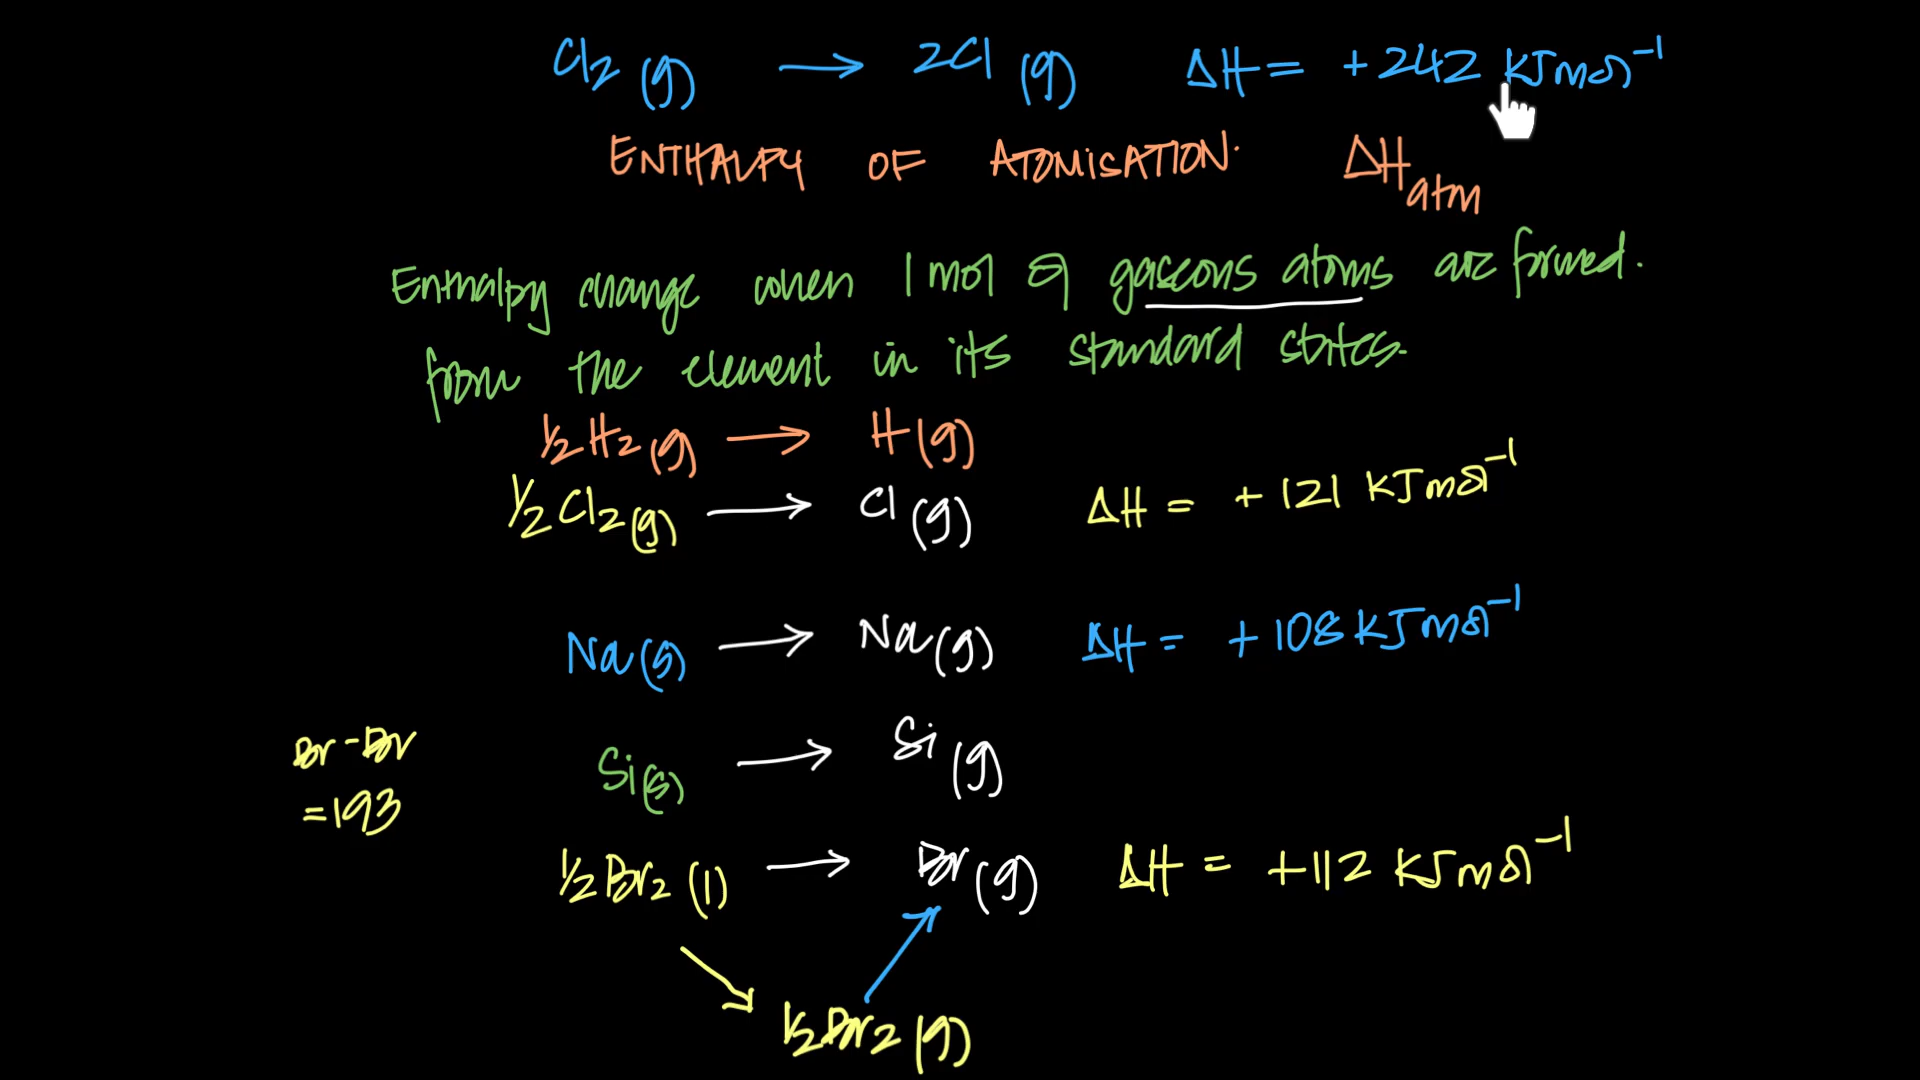 Cl₂(g) → 2Cl(g) ΔH = +242 kJmol⁻¹
ENTHALPY OF ATOMiSATION. ΔH atm
Enthalpy change when 1 mol of gaseous atoms are formed.
from the element in its standard states.
½H₂(g) → H(g)
½Cl₂(g) → Cl(g) ΔH = +121 kJmol⁻¹
Na(s) → Na(g) ΔH = +108 kJmol⁻¹
Br-Br
= 193
Si(s) → Si(g)
½Br₂(l) → Br(g) ΔH = +112 kJmol⁻¹
½Br₂(g)